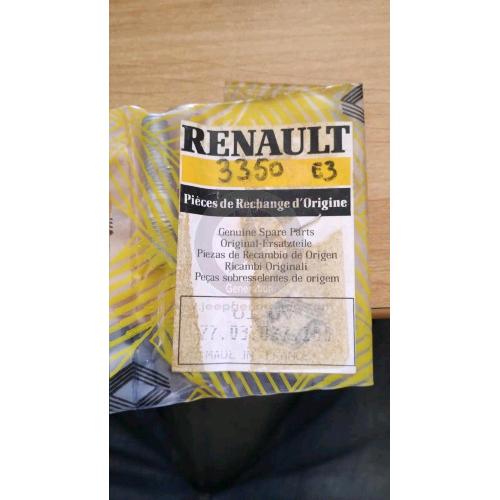 RENAULT
3350 E3
Pièces de Rechange d'Origine
Genuine Spare Parts
Original-Ersatzteile
Piezas de Recambio de Origen
Ricambi Originali
Peças sobresselentes de origem
Generation
MADE IN FRANCE